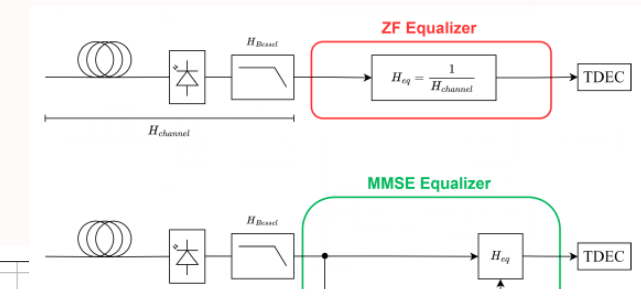 ZF Equalizer
H_Bessel
H_eq = 1 / H_channel
TDEC
H_channel
MMSE Equalizer
H_Bessel
H_eq
TDEC